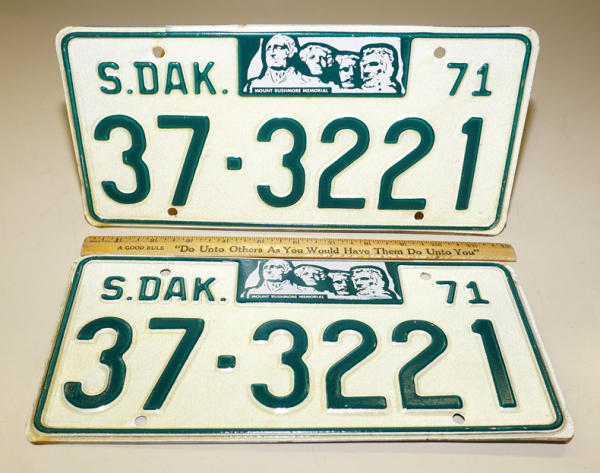 S.DAK. 71
MOUNT RUSHMORE MEMORIAL
37-3221
A GOOD RULE "Do Unto Others As You Would Have Them Do Unto You"
S.DAK. 71
MOUNT RUSHMORE MEMORIAL
37-3221